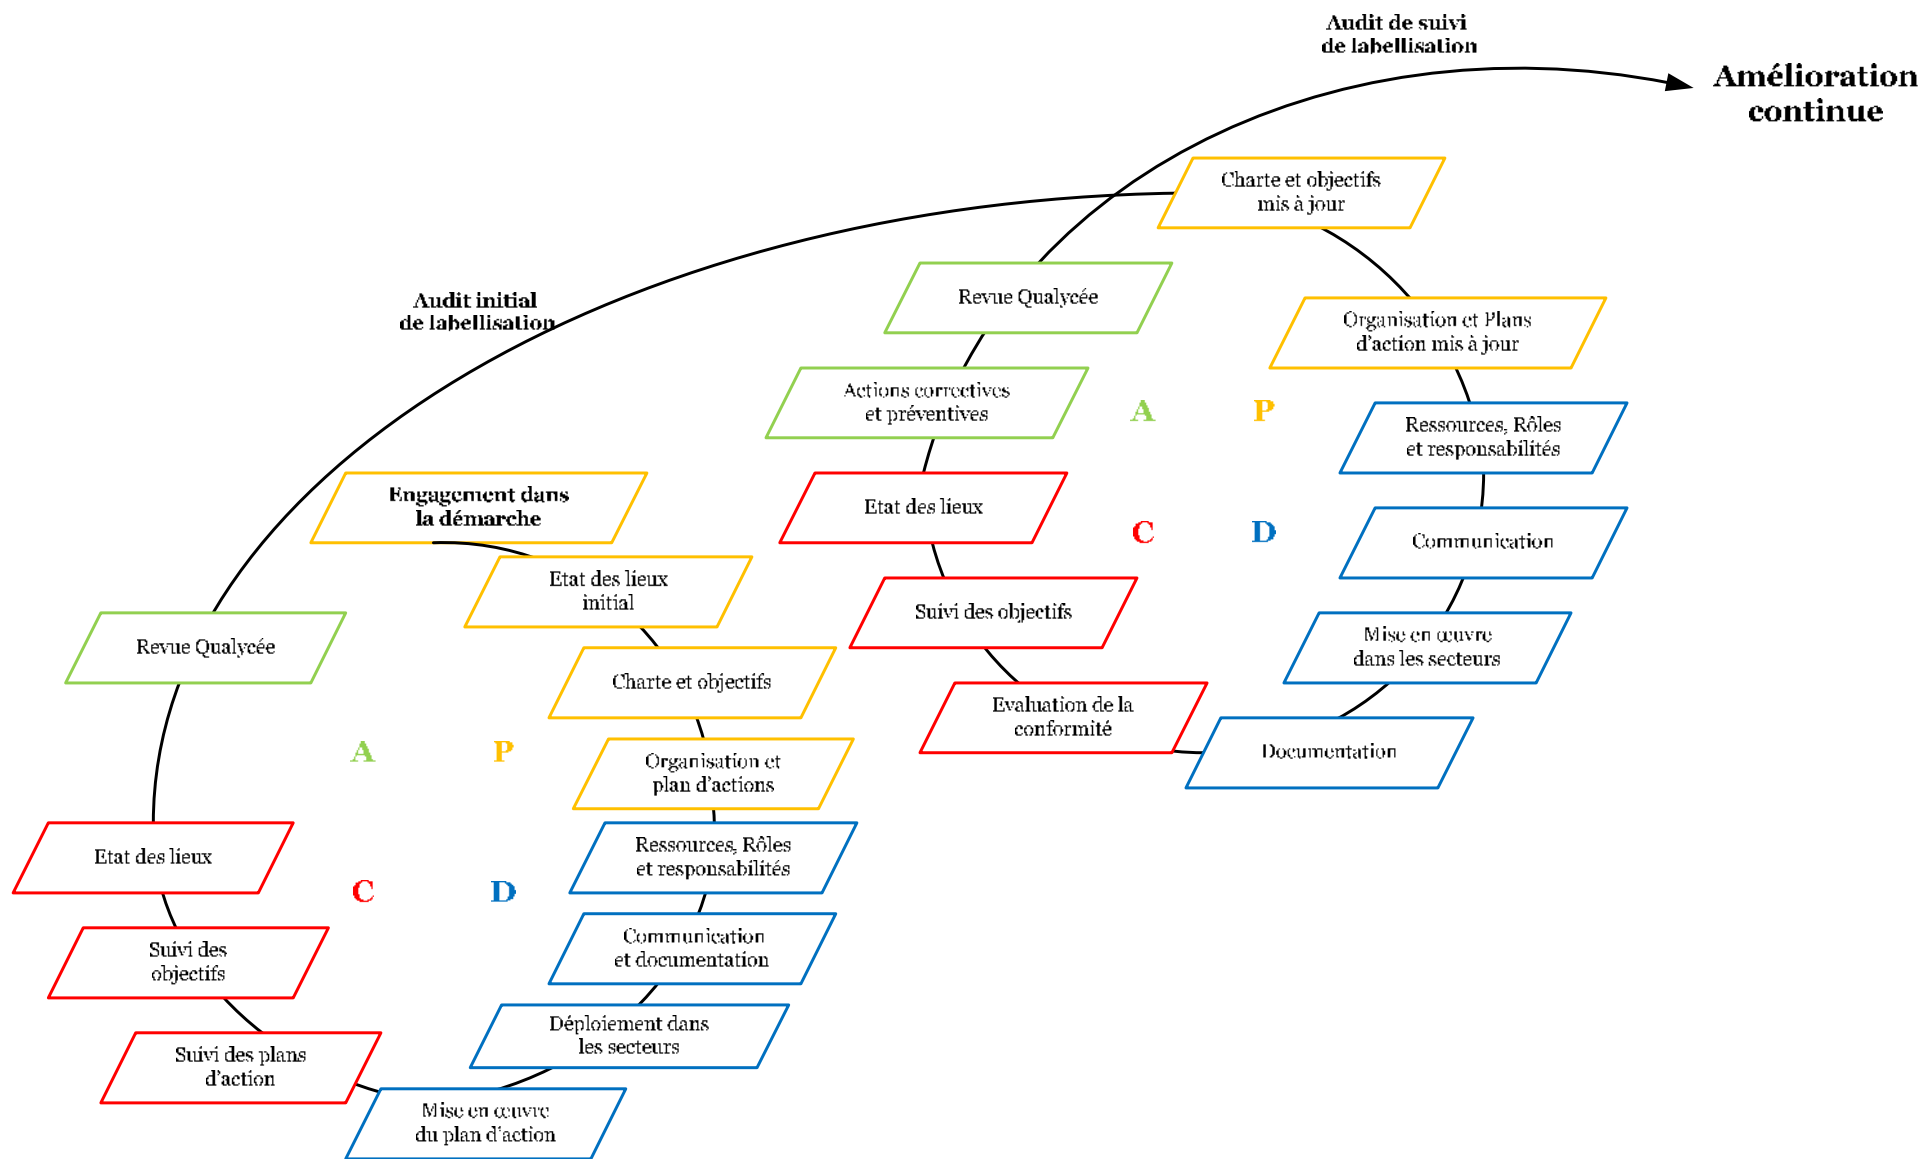 Audit de suivi
de labellisation
Amélioration
continue
Charte et objectifs
mis à jour
Revue Qualycée
Audit initial
de labellisation
Organisation et Plans
d'action mis à jour
Actions correctives
et préventives
A
P
Ressources, Rôles
et responsabilités
Engagement dans
la démarche
Etat des lieux
C
D
Communication
Etat des lieux
initial
Suivi des objectifs
Mise en œuvre
dans les secteurs
Revue Qualycée
Charte et objectifs
Evaluation de la
conformité
Documentation
A
P
Organisation et
plan d'actions
Etat des lieux
Ressources, Rôles
et responsabilités
C
D
Suivi des
objectifs
Communication
et documentation
Déploiement dans
les secteurs
Suivi des plans
d'action
Mise en œuvre
du plan d'action